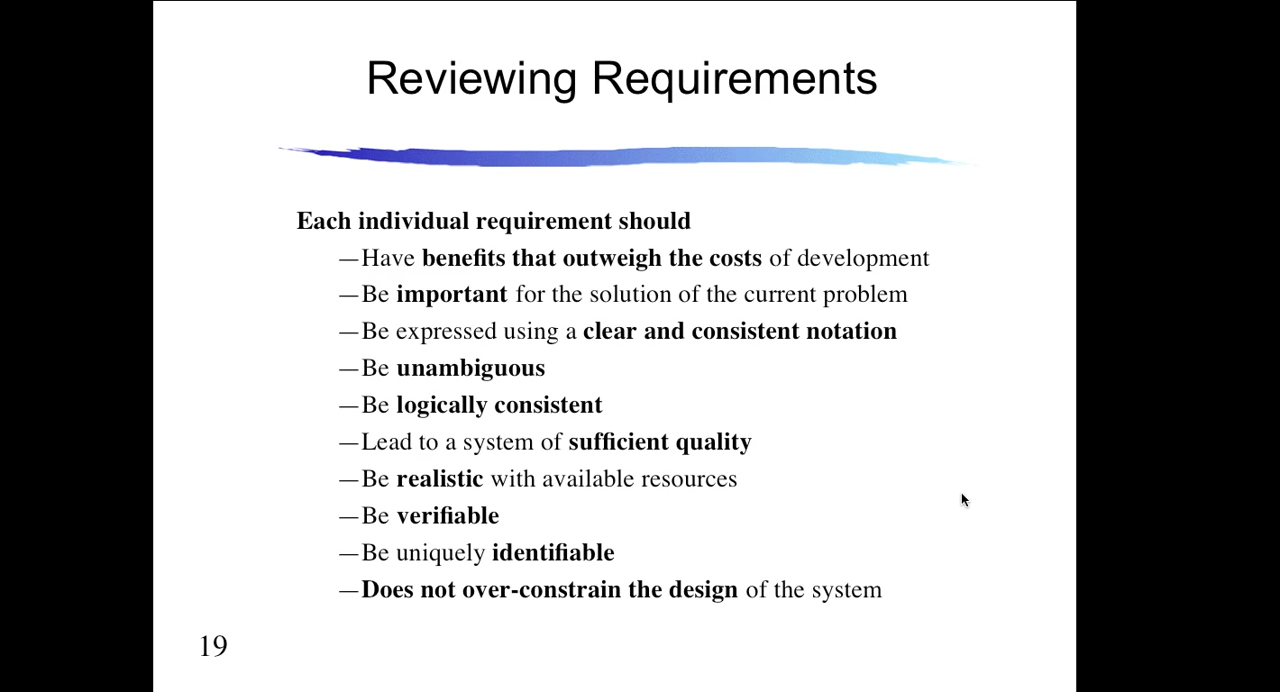 Reviewing Requirements
Each individual requirement should
—Have benefits that outweigh the costs of development
—Be important for the solution of the current problem
—Be expressed using a clear and consistent notation
—Be unambiguous
—Be logically consistent
—Lead to a system of sufficient quality
—Be realistic with available resources
—Be verifiable
—Be uniquely identifiable
—Does not over-constrain the design of the system
19